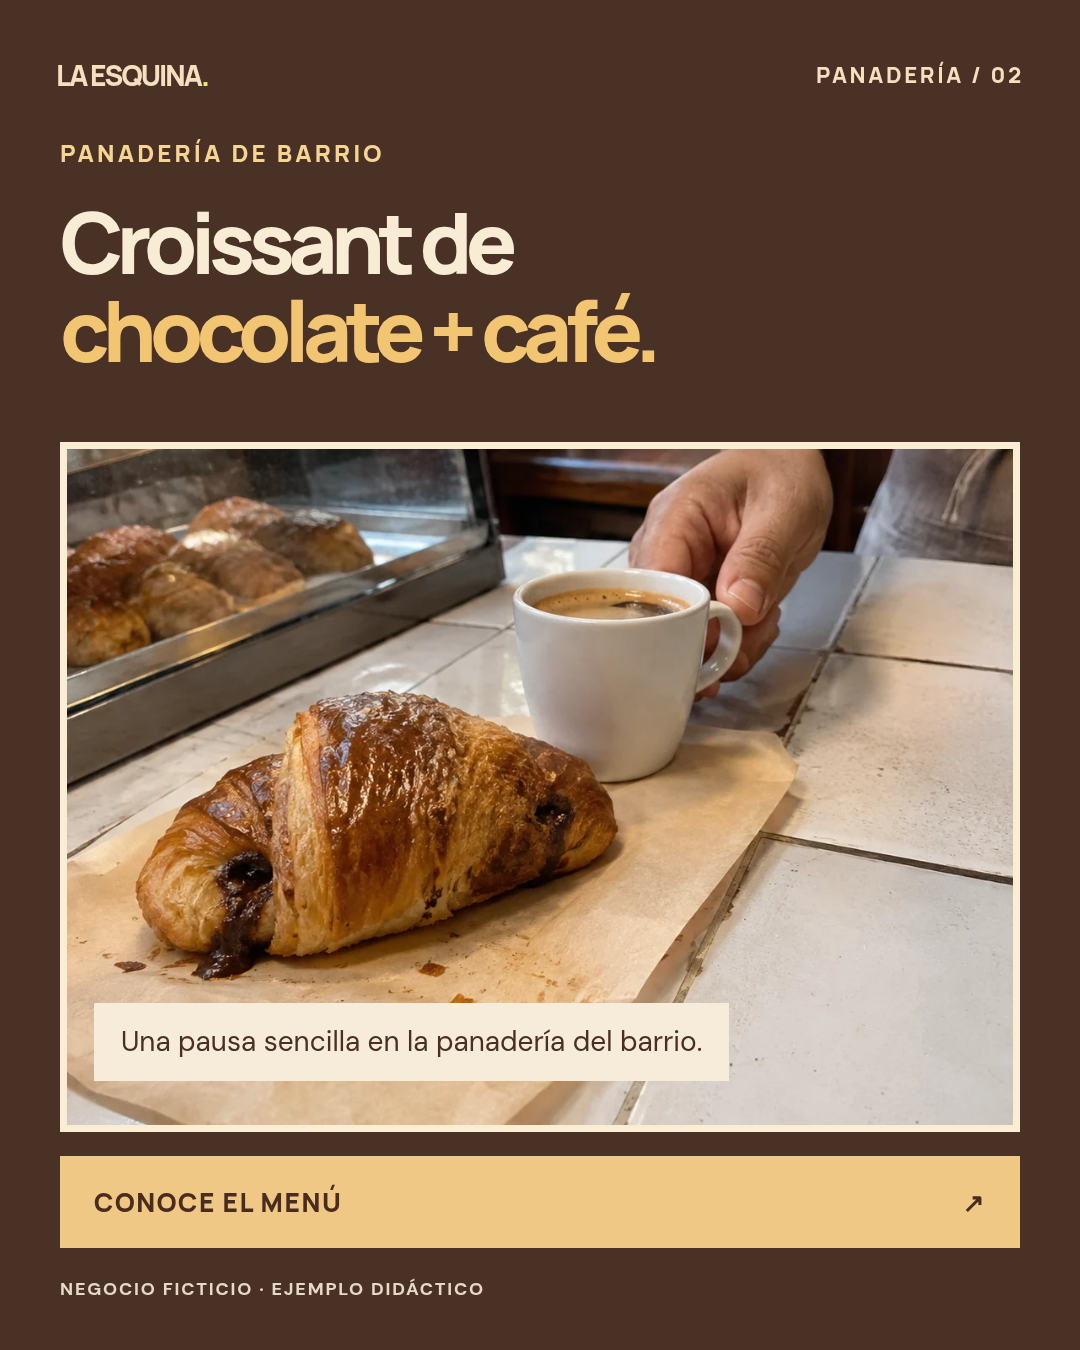 LA ESQUINA.
PANADERÍA / 02
PANADERÍA DE BARRIO
Croissant de
chocolate + café.
Una pausa sencilla en la panadería del barrio.
CONOCE EL MENÚ ↗
NEGOCIO FICTICIO · EJEMPLO DIDÁCTICO